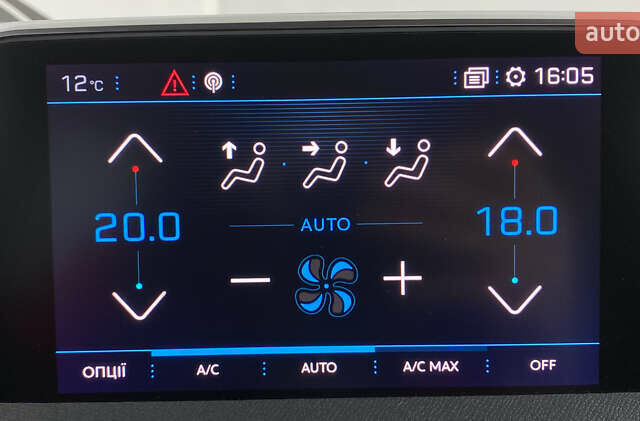 auto
12°C
16:05
20.0
18.0
AUTO
ОПЦІЇ A/C AUTO A/C MAX OFF